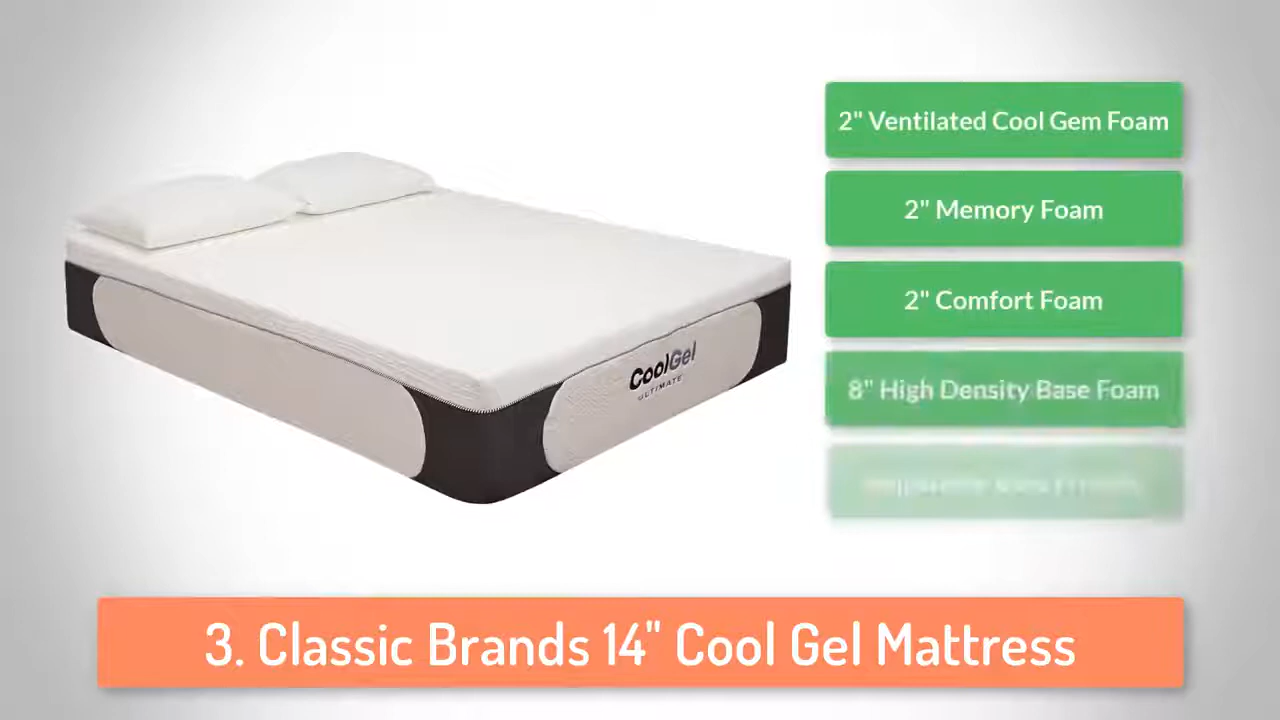 2" Ventilated Cool Gem Foam
2" Memory Foam
2" Comfort Foam
8" High Density Base Foam
CoolGel
ULTIMATE
3. Classic Brands 14" Cool Gel Mattress